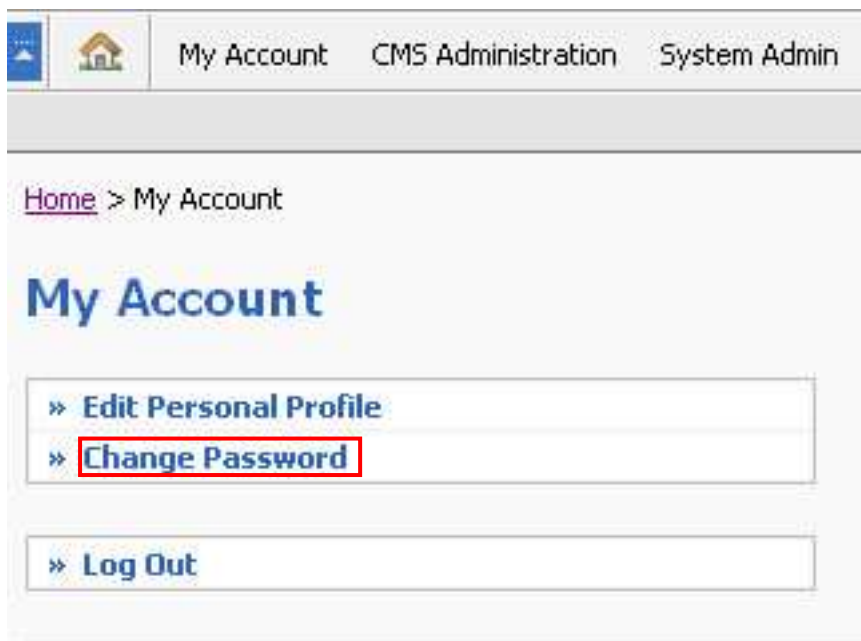 My Account CMS Administration System Admin
Home > My Account
My Account
» Edit Personal Profile
» Change Password
» Log Out